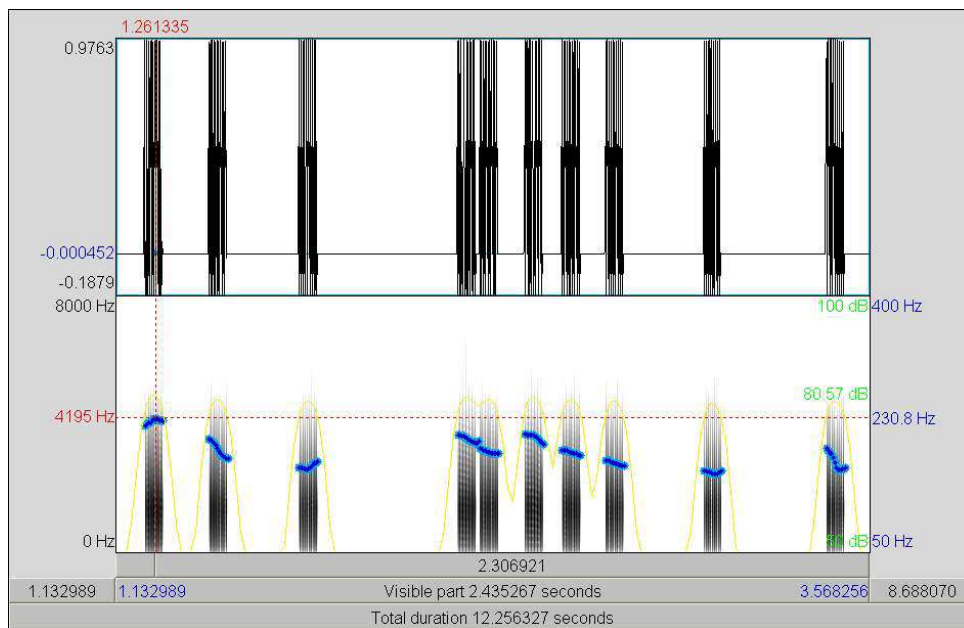 1.261335
0.9763
-0.000452
-0.1879
8000 Hz 100 dB 400 Hz
80.57 dB
4195 Hz 230.8 Hz
0 Hz 50 dB 50 Hz
2.306921
1.132989 1.132989 Visible part 2.435267 seconds 3.568256 8.688070
Total duration 12.256327 seconds